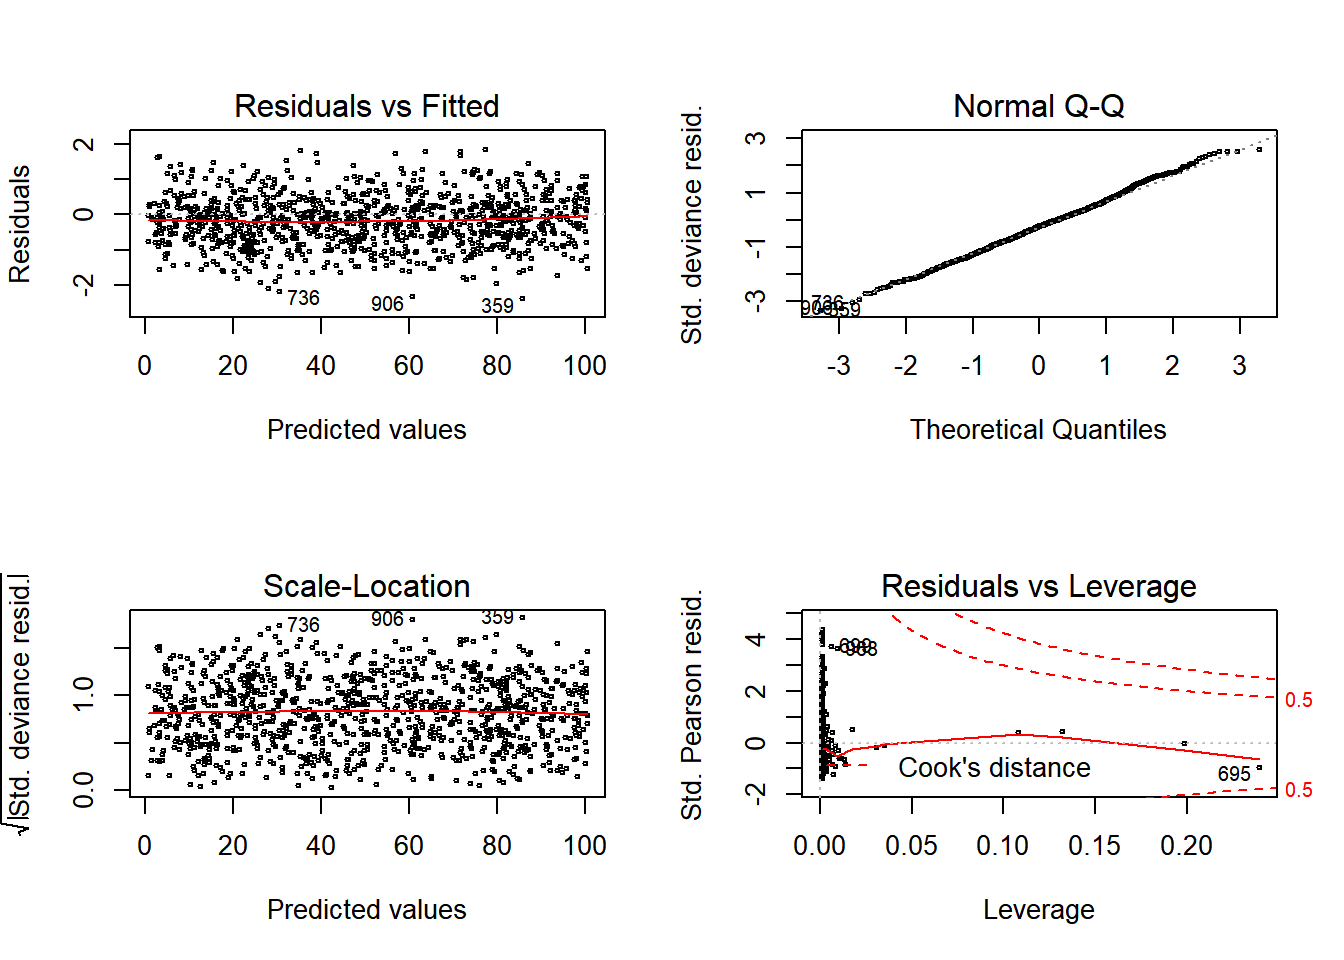 Residuals vs Fitted
Residuals
2
0
-2
736
906
359
0 20 40 60 80 100
Predicted values
Normal Q-Q
Std. deviance resid.
3
1
-1
-3
736
359
-3 -2 -1 0 1 2 3
Theoretical Quantiles
Scale-Location
√|Std. deviance resid.|
1.0
0.0
736
906
359
0 20 40 60 80 100
Predicted values
Residuals vs Leverage
Std. Pearson resid.
4
2
0
-2
695
Cook's distance
0.5
0.5
0.00 0.05 0.10 0.15 0.20
Leverage